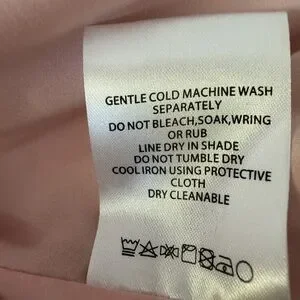 GENTLE COLD MACHINE WASH
SEPARATELY
DO NOT BLEACH,SOAK,WRING
OR RUB
LINE DRY IN SHADE
DO NOT TUMBLE DRY
COOL IRON USING PROTECTIVE
CLOTH
DRY CLEANABLE